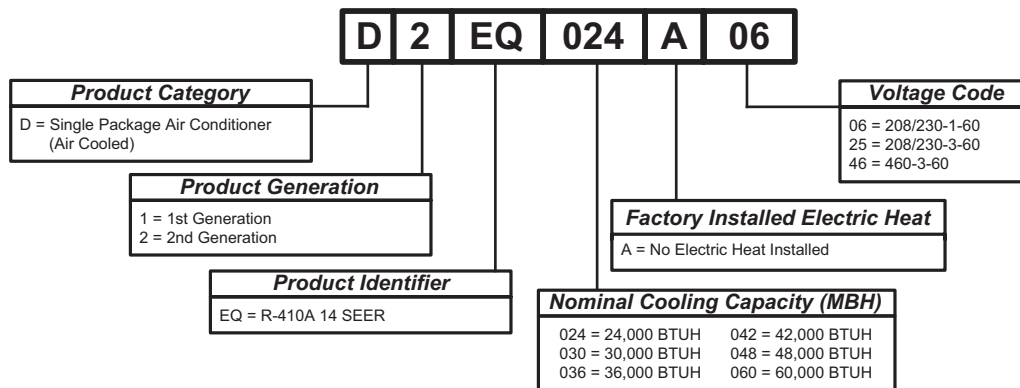 D 2 EQ 024 A 06
Product Category
D = Single Package Air Conditioner
(Air Cooled)
Voltage Code
06 = 208/230-1-60
25 = 208/230-3-60
46 = 460-3-60
Product Generation
1 = 1st Generation
2 = 2nd Generation
Factory Installed Electric Heat
A = No Electric Heat Installed
Product Identifier
EQ = R-410A 14 SEER
Nominal Cooling Capacity (MBH)
024 = 24,000 BTUH 042 = 42,000 BTUH
030 = 30,000 BTUH 048 = 48,000 BTUH
036 = 36,000 BTUH 060 = 60,000 BTUH